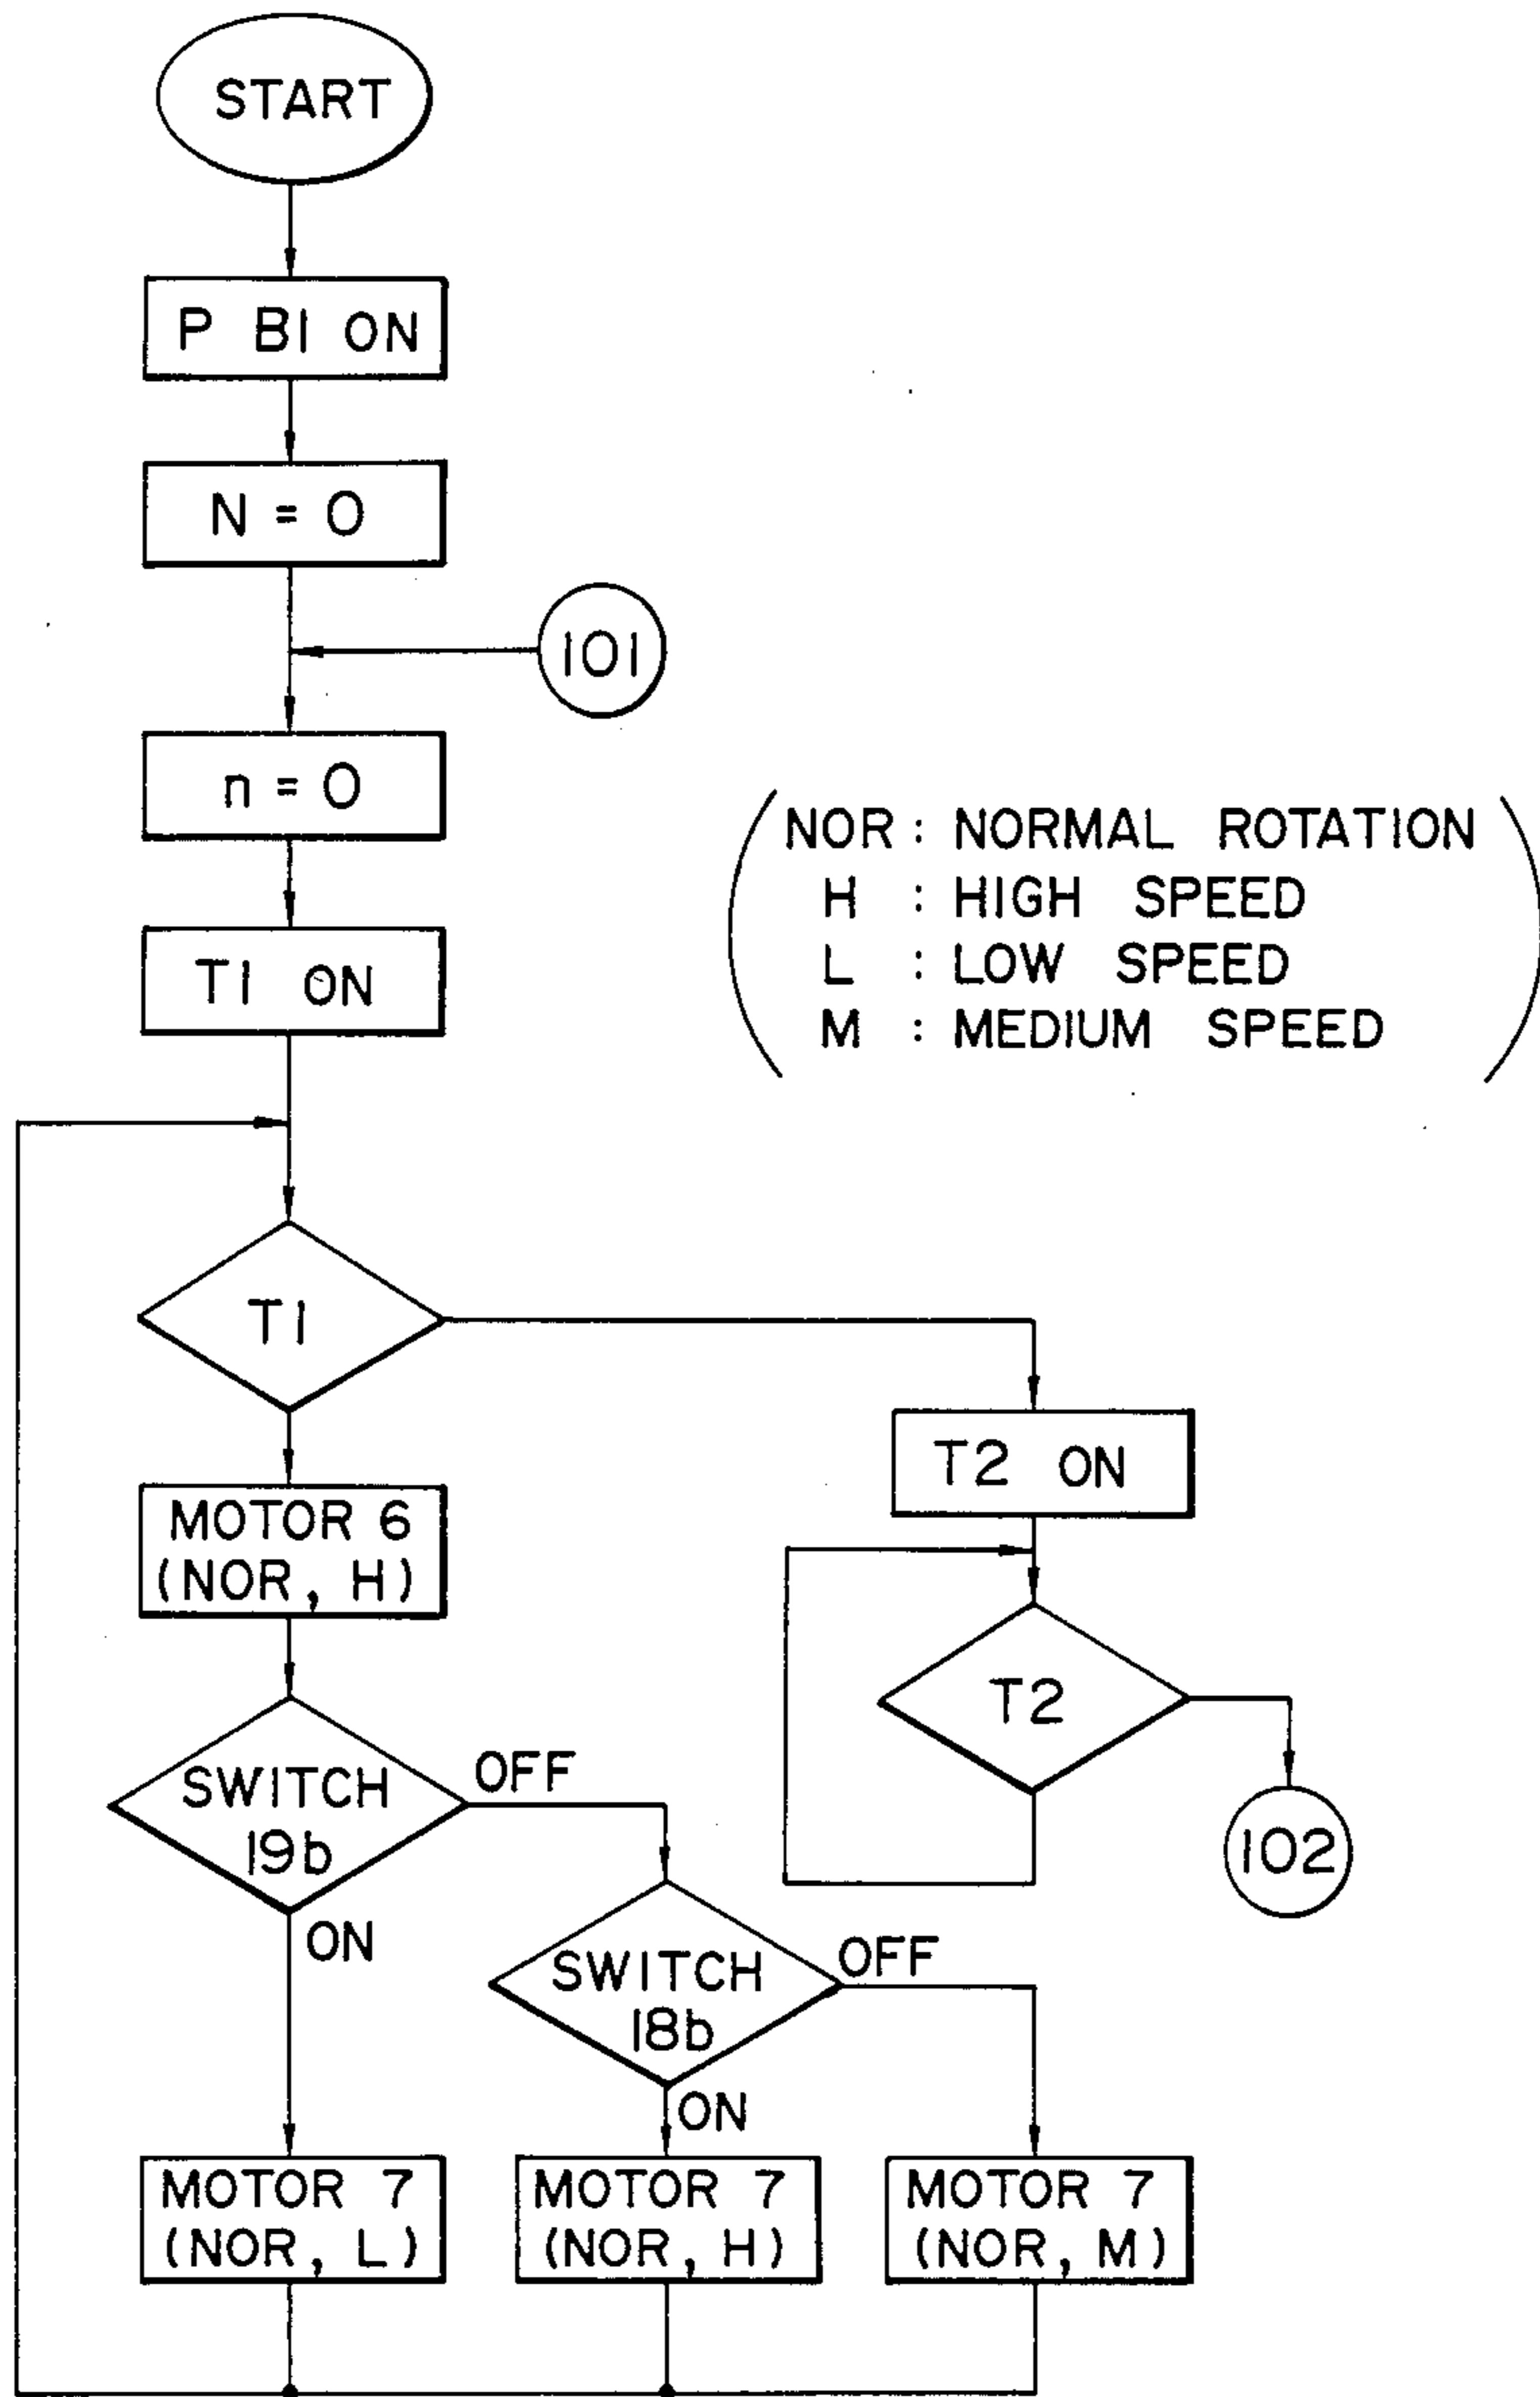 START
P B1 ON
N = 0
101
n = 0
NOR : NORMAL ROTATION
H : HIGH SPEED
L : LOW SPEED
M : MEDIUM SPEED
T1 ON
T1
T2 ON
MOTOR 6
(NOR, H)
T2
SWITCH
19b
OFF
ON
102
SWITCH
18b
OFF
ON
MOTOR 7
(NOR, L)
MOTOR 7
(NOR, H)
MOTOR 7
(NOR, M)